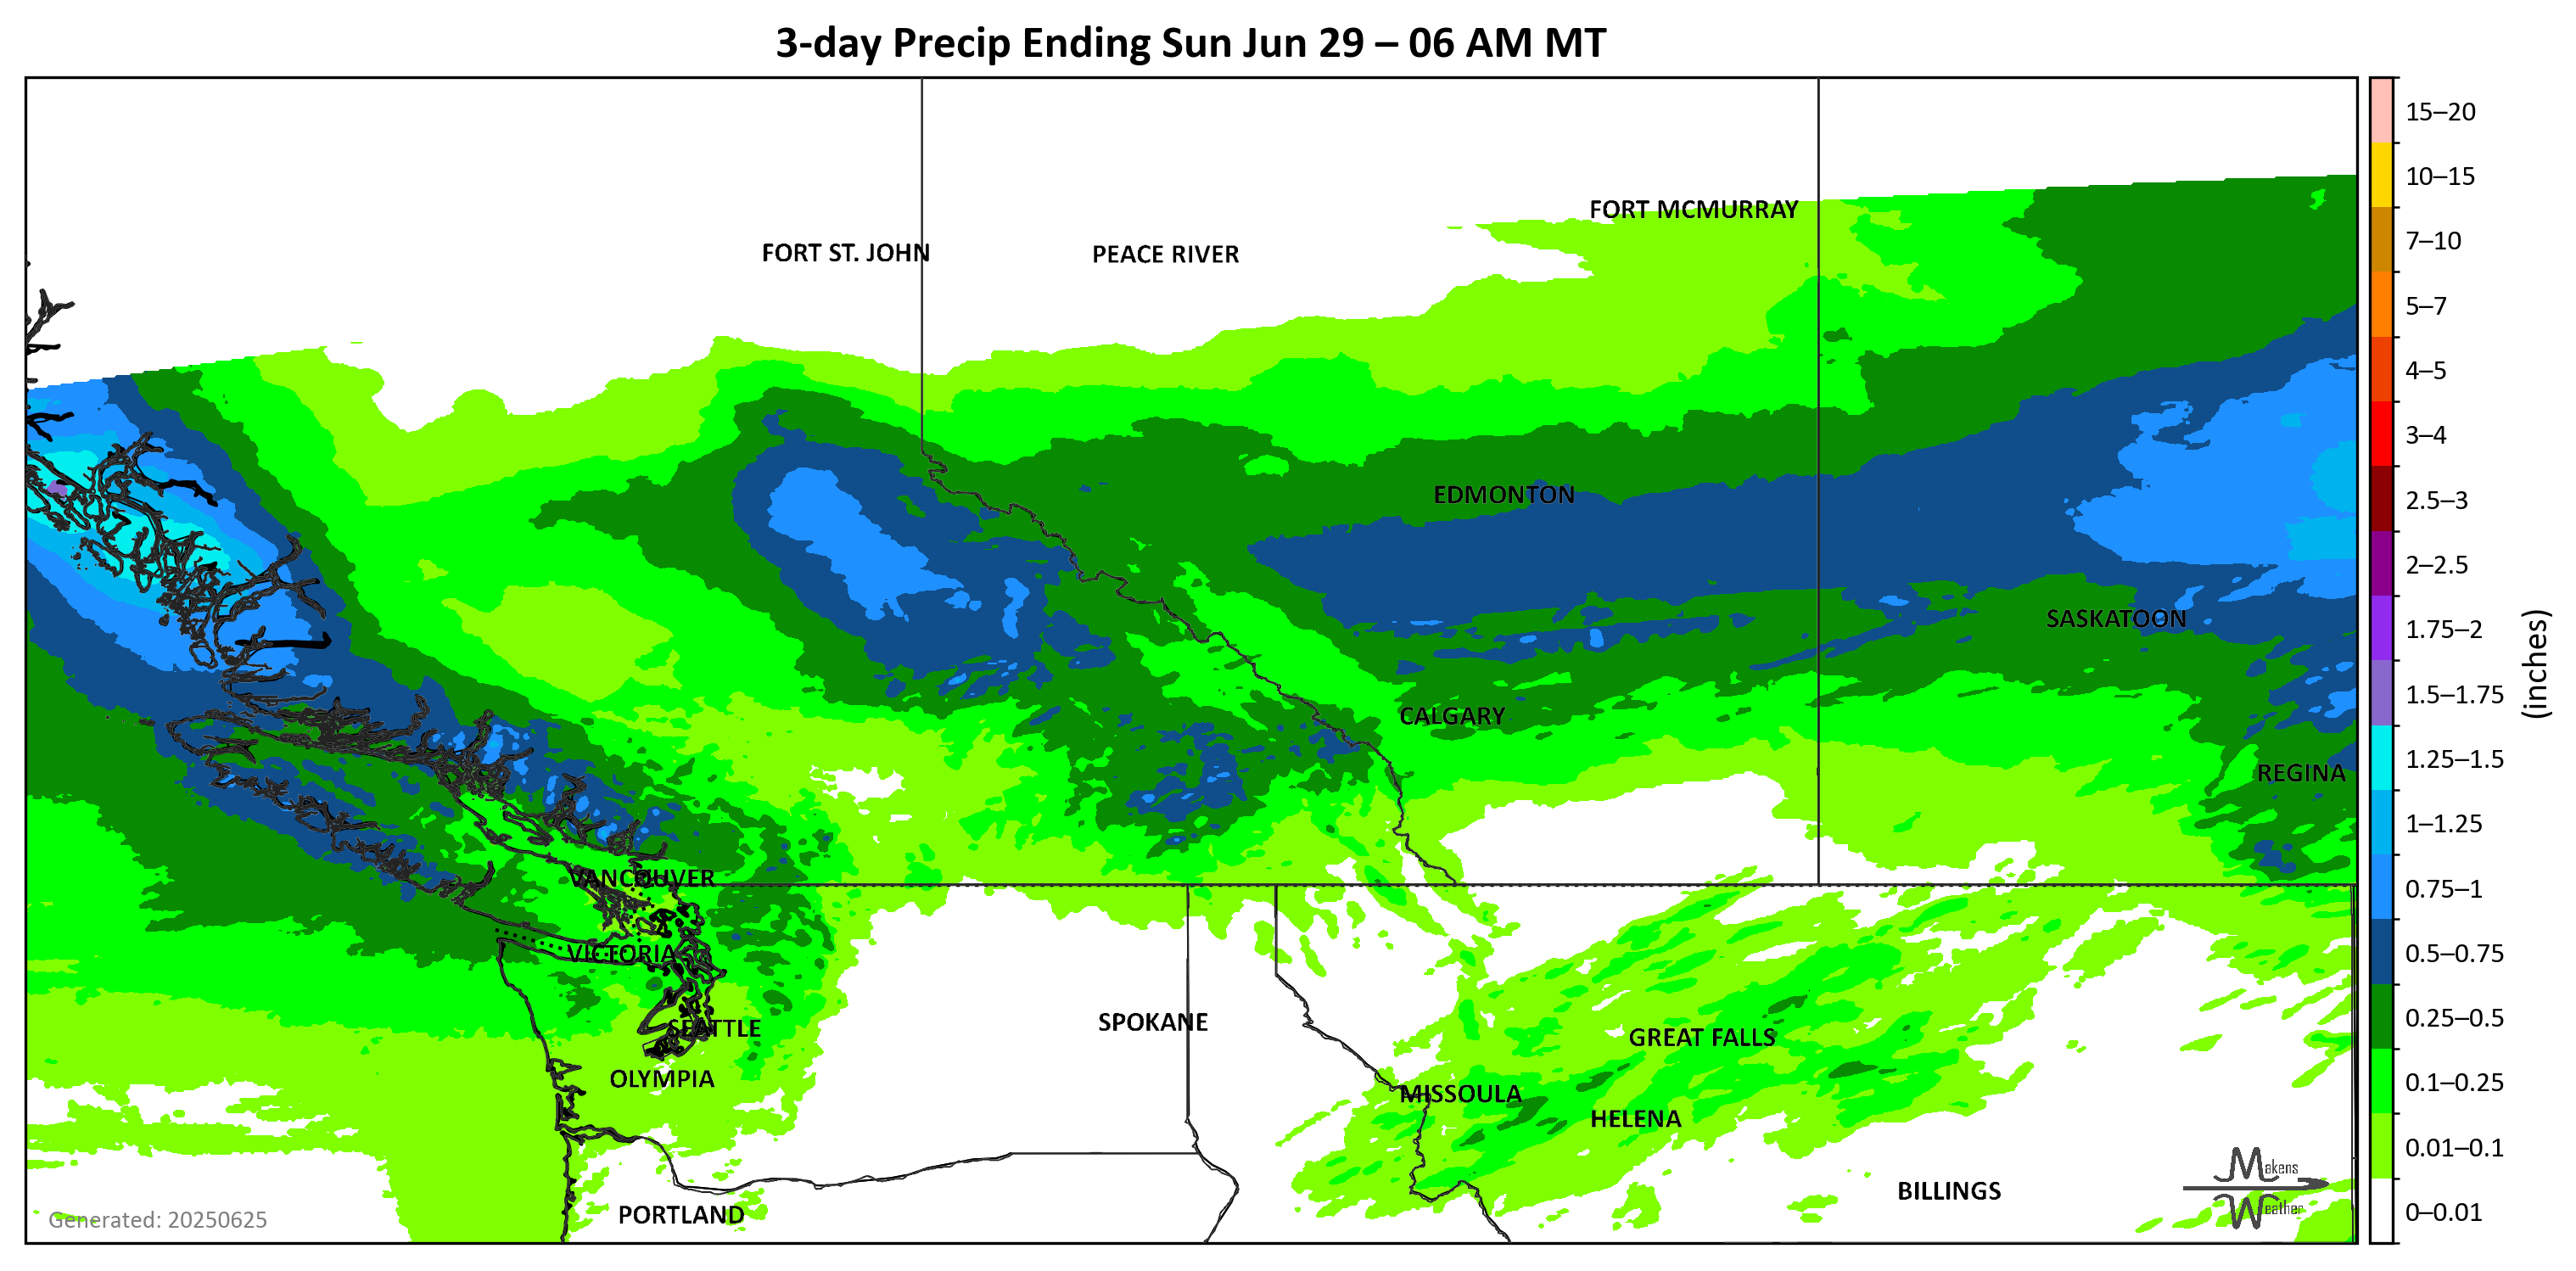 3-day Precip Ending Sun Jun 29 – 06 AM MT
15–20
10–15
7–10
5–7
4–5
3–4
2.5–3
2–2.5
1.75–2
1.5–1.75
1.25–1.5
1–1.25
0.75–1
0.5–0.75
0.25–0.5
0.1–0.25
0.01–0.1
0–0.01
(inches)
FORT MCMURRAY
FORT ST. JOHN
PEACE RIVER
EDMONTON
SASKATOON
CALGARY
REGINA
VANCOUVER
VICTORIA
SEATTLE
SPOKANE
GREAT FALLS
OLYMPIA
MISSOULA
HELENA
BILLINGS
PORTLAND
Makens
Weather
Generated: 20250625